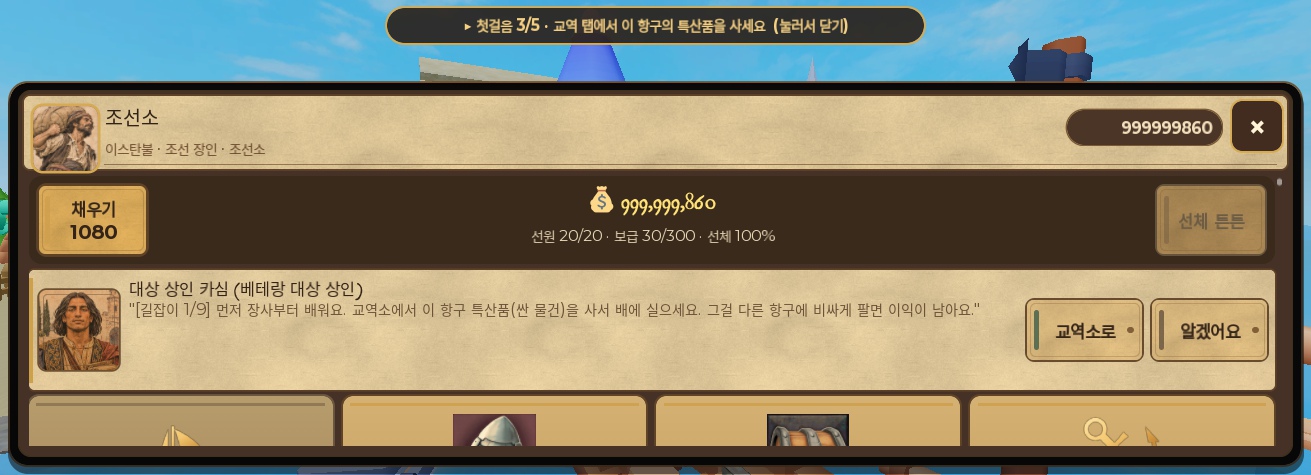 ▸ 첫걸음 3/5 · 교역 탭에서 이 항구의 특산품을 사세요 (눌러서 닫기)
조선소
999999860
×
이스탄불 · 조선 장인 · 조선소
채우기
1080
999,999,860
선원 20/20 · 보급 30/300 · 선체 100%
선체 튼튼
대상 상인 카심 (베테랑 대상 상인)
"[길잡이 1/9] 먼저 장사부터 배워요. 교역소에서 이 항구 특산품(싼 물건)을 사서 배에 실으세요. 그걸 다른 항구에 비싸게 팔면 이익이 남아요."
교역소로
알겠어요